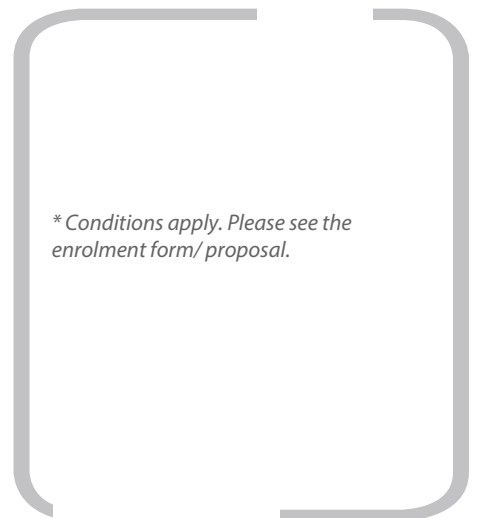 * Conditions apply. Please see the
enrolment form/ proposal.